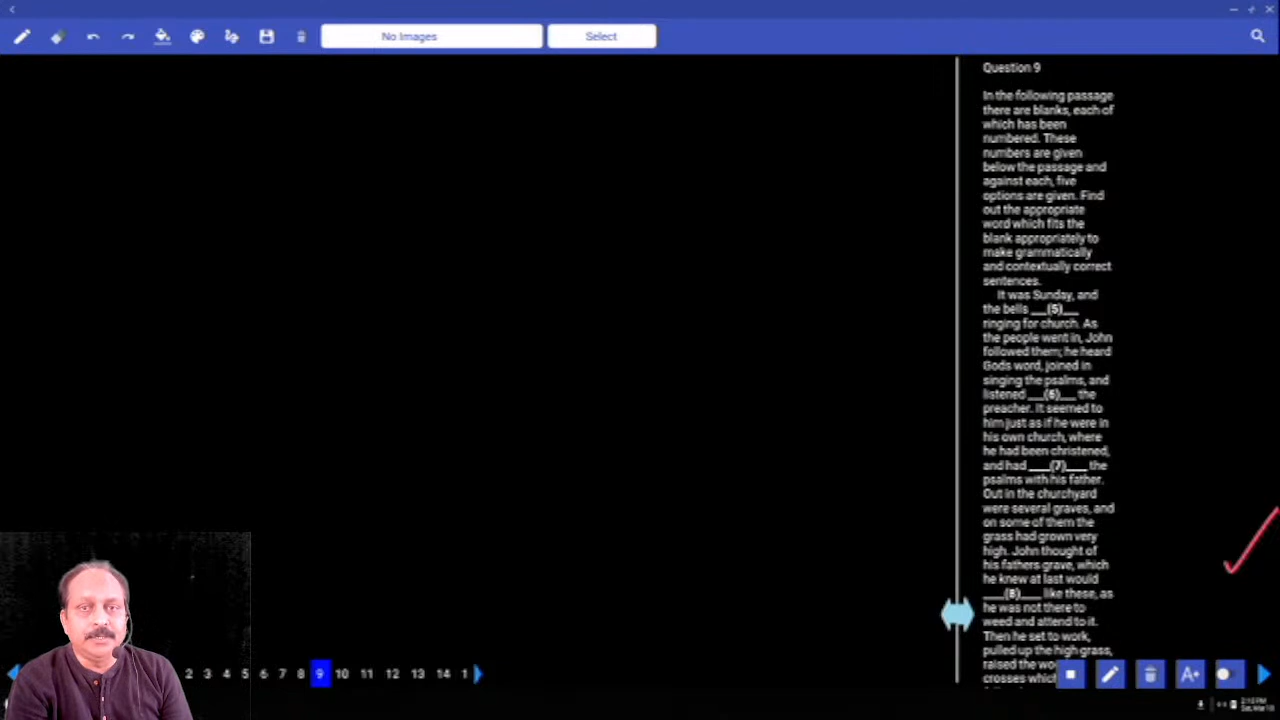 No Images
Select
Question 9
In the following passage
there are blanks, each of
which has been
numbered. These
numbers are given
below the passage and
against each, five
options are given. Find
out the appropriate
word which fits the
blank appropriately to
make grammatically
and contextually correct
sentences.
It was Sunday, and
the bells __(5)__
ringing for church. As
the people went in, John
followed them; he heard
Gods word, joined in
singing the psalms, and
listened __(6)__ the
preacher. It seemed to
him just as if he were in
his own church, where
he had been christened,
and had ___(7)___ the
psalms with his father.
Out in the churchyard
were several graves, and
on some of them the
grass had grown very
high. John thought of
his fathers grave, which
he knew at last would
___(8)___ like these, as
he was not there to
weed and attend to it.
Then he set to work,
pulled up the high grass,
raised the
crosses
2 3 4 5 6 7 8 9 10 11 12 13 14 1
A+